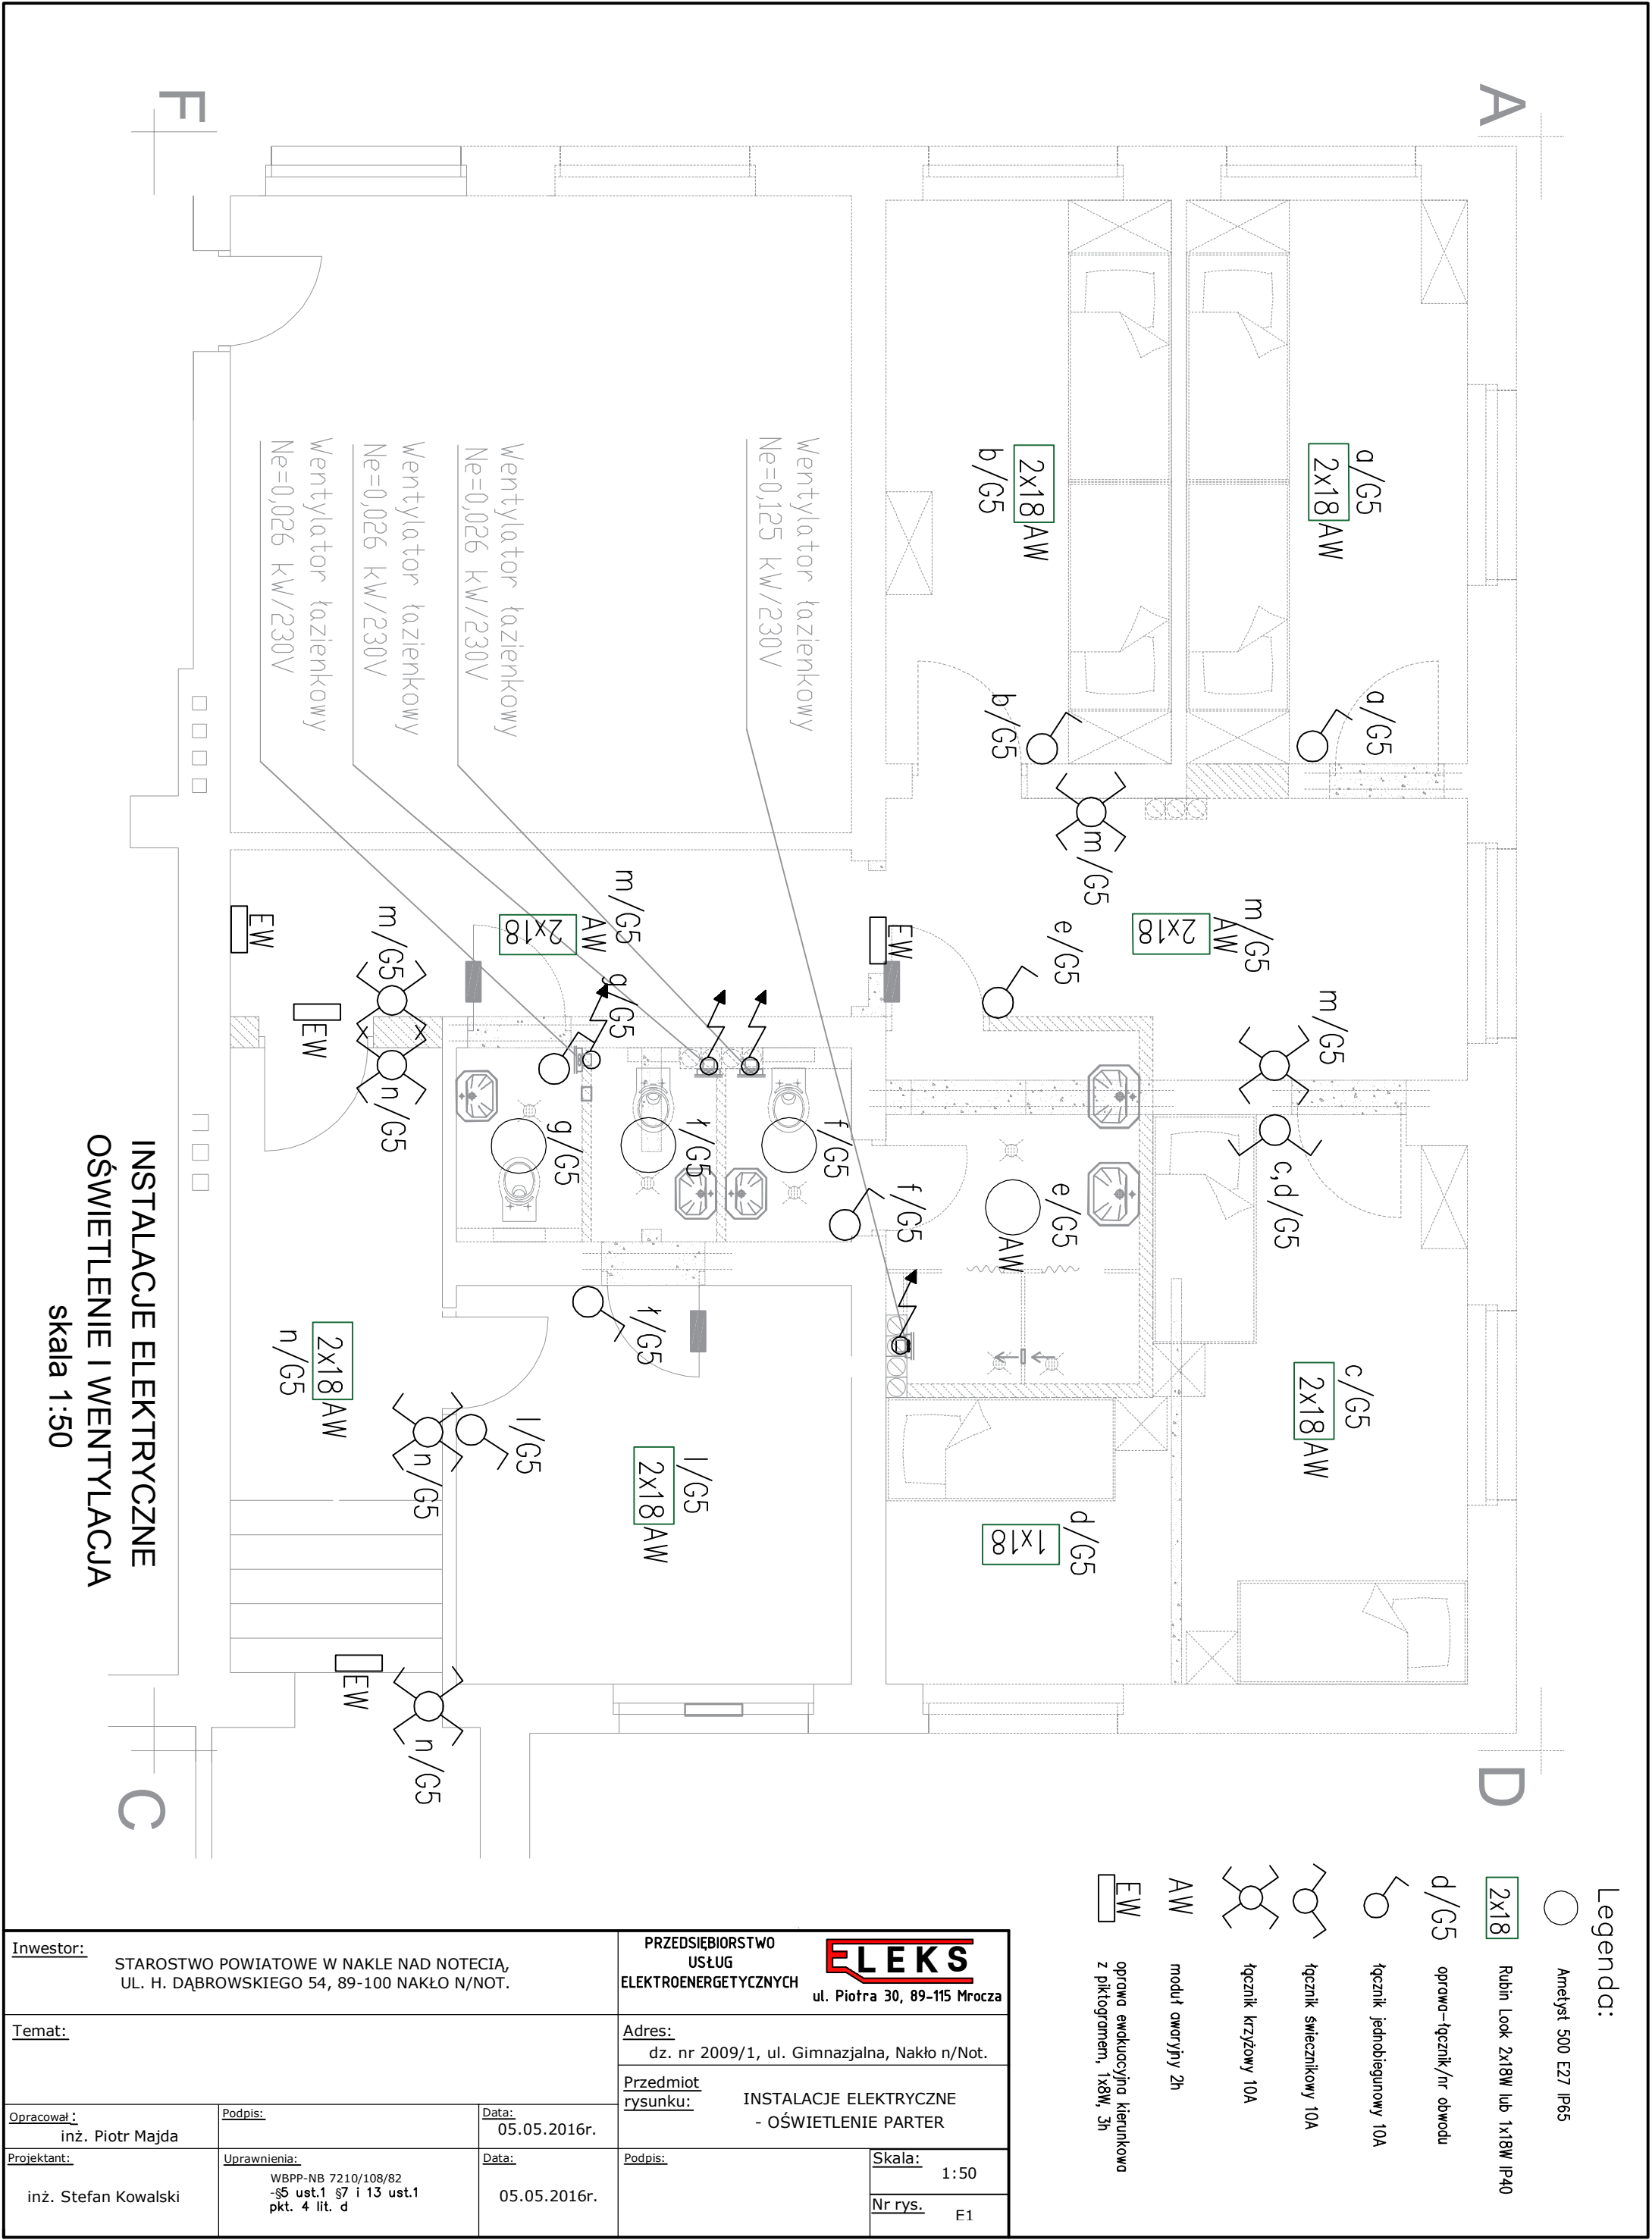 A
F
D
C
a/G5
2x18 AW
2x18 AW
b/G5
a/G5
b/G5
Wentylator łazienkowy
Ne=0,125 kW/230V
Wentylator łazienkowy
Ne=0,026 kW/230V
Wentylator łazienkowy
Ne=0,026 kW/230V
Wentylator łazienkowy
Ne=0,026 kW/230V
m/G5
m/G5
AW
2x18
e/G5
m/G5
c,d/G5
EW
m/G5
AW
2x18
g/G5
m/G5
EW
EW
n/G5
g/G5
f/G5
f/G5
e/G5
AW
c/G5
2x18 AW
d/G5
1x18
l/G5
2x18 AW
l/G5
2x18 AW
n/G5
n/G5
EW
n/G5
INSTALACJE ELEKTRYCZNE
OŚWIETLENIE I WENTYLACJA
skala 1:50
Legenda:
Ametyst 500 E27 IP65
2x18 Rubin Look 2x18W lub 1x18W IP40
d/G5 oprawa-łącznik/nr obwodu
łącznik jednobiegunowy 10A
łącznik świecznikowy 10A
łącznik krzyżowy 10A
AW moduł awaryjny 2h
EW oprawa ewakuacyjna kierunkowa
z piktogramem, 1x8W, 3h
Inwestor:
STAROSTWO POWIATOWE W NAKLE NAD NOTECIĄ,
UL. H. DĄBROWSKIEGO 54, 89-100 NAKŁO N/NOT.
PRZEDSIĘBIORSTWO
USŁUG
ELEKTROENERGETYCZNYCH
ELEKS
ul. Piotra 30, 89-115 Mrocza
Temat:
Adres:
dz. nr 2009/1, ul. Gimnazjalna, Nakło n/Not.
Przedmiot
rysunku:
INSTALACJE ELEKTRYCZNE
- OŚWIETLENIE PARTER
Opracował:
inż. Piotr Majda
Podpis:
Data:
05.05.2016r.
Projektant:
inż. Stefan Kowalski
Uprawnienia:
WBPP-NB 7210/108/82
-§5 ust.1 §7 i 13 ust.1
pkt. 4 lit. d
Data:
05.05.2016r.
Podpis:
Skala:
1:50
Nr rys.
E1